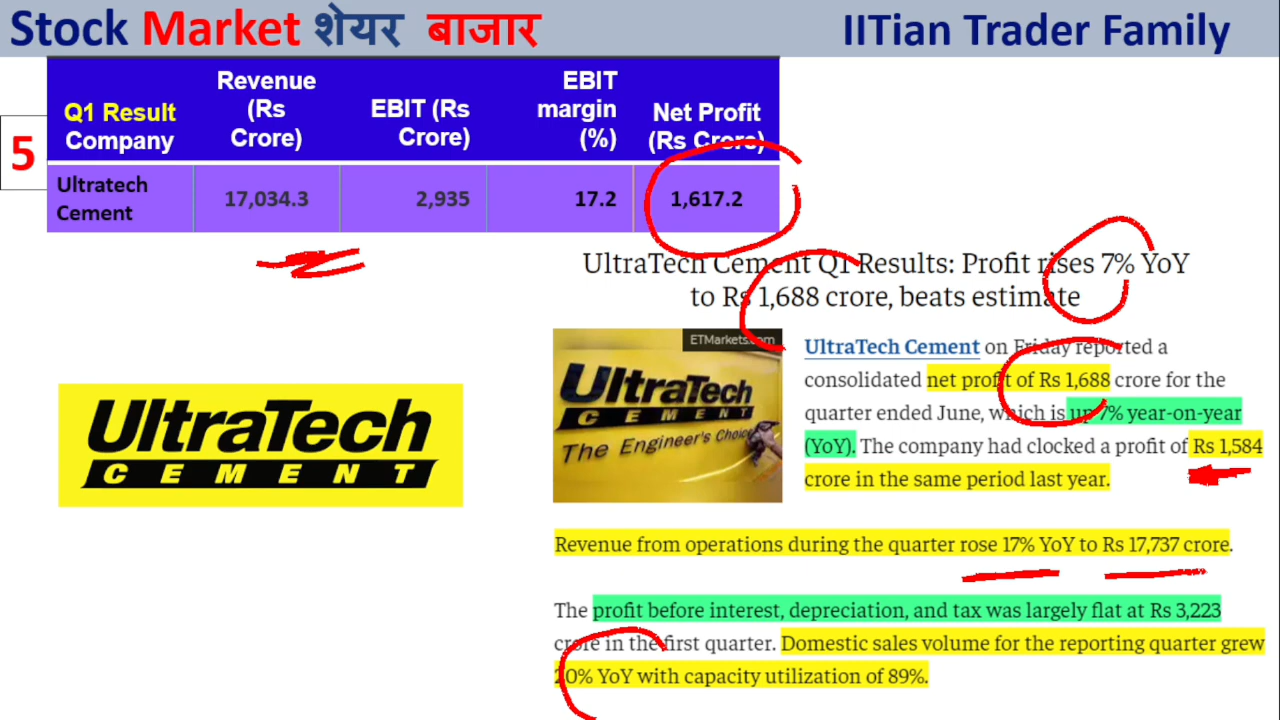 Stock Market शेयर बाजार
IITian Trader Family
5
Q1 Result Company
Revenue (Rs Crore)
EBIT (Rs Crore)
EBIT margin (%)
Net Profit (Rs Crore)
Ultratech Cement
17,034.3
2,935
17.2
1,617.2
UltraTech Cement Q1 Results: Profit rises 7% YoY
to Rs 1,688 crore, beats estimate
ETMarkets.com
UltraTech
CEMENT
The Engineer's Choice
UltraTech Cement on Friday reported a
consolidated net profit of Rs 1,688 crore for the
quarter ended June, which is up 7% year-on-year
(YoY). The company had clocked a profit of Rs 1,584
crore in the same period last year.
UltraTech
CEMENT
Revenue from operations during the quarter rose 17% YoY to Rs 17,737 crore.
The profit before interest, depreciation, and tax was largely flat at Rs 3,223
crore in the first quarter. Domestic sales volume for the reporting quarter grew
20% YoY with capacity utilization of 89%.